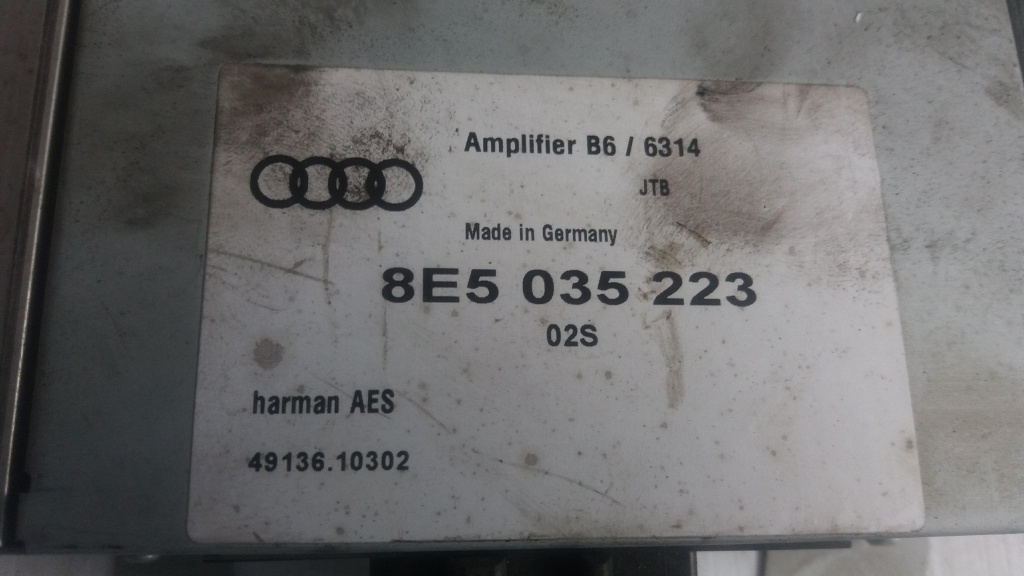 Amplifier B6 / 6314
JTB
Made in Germany
8E5 035 223
02S
harman AES
49136.10302